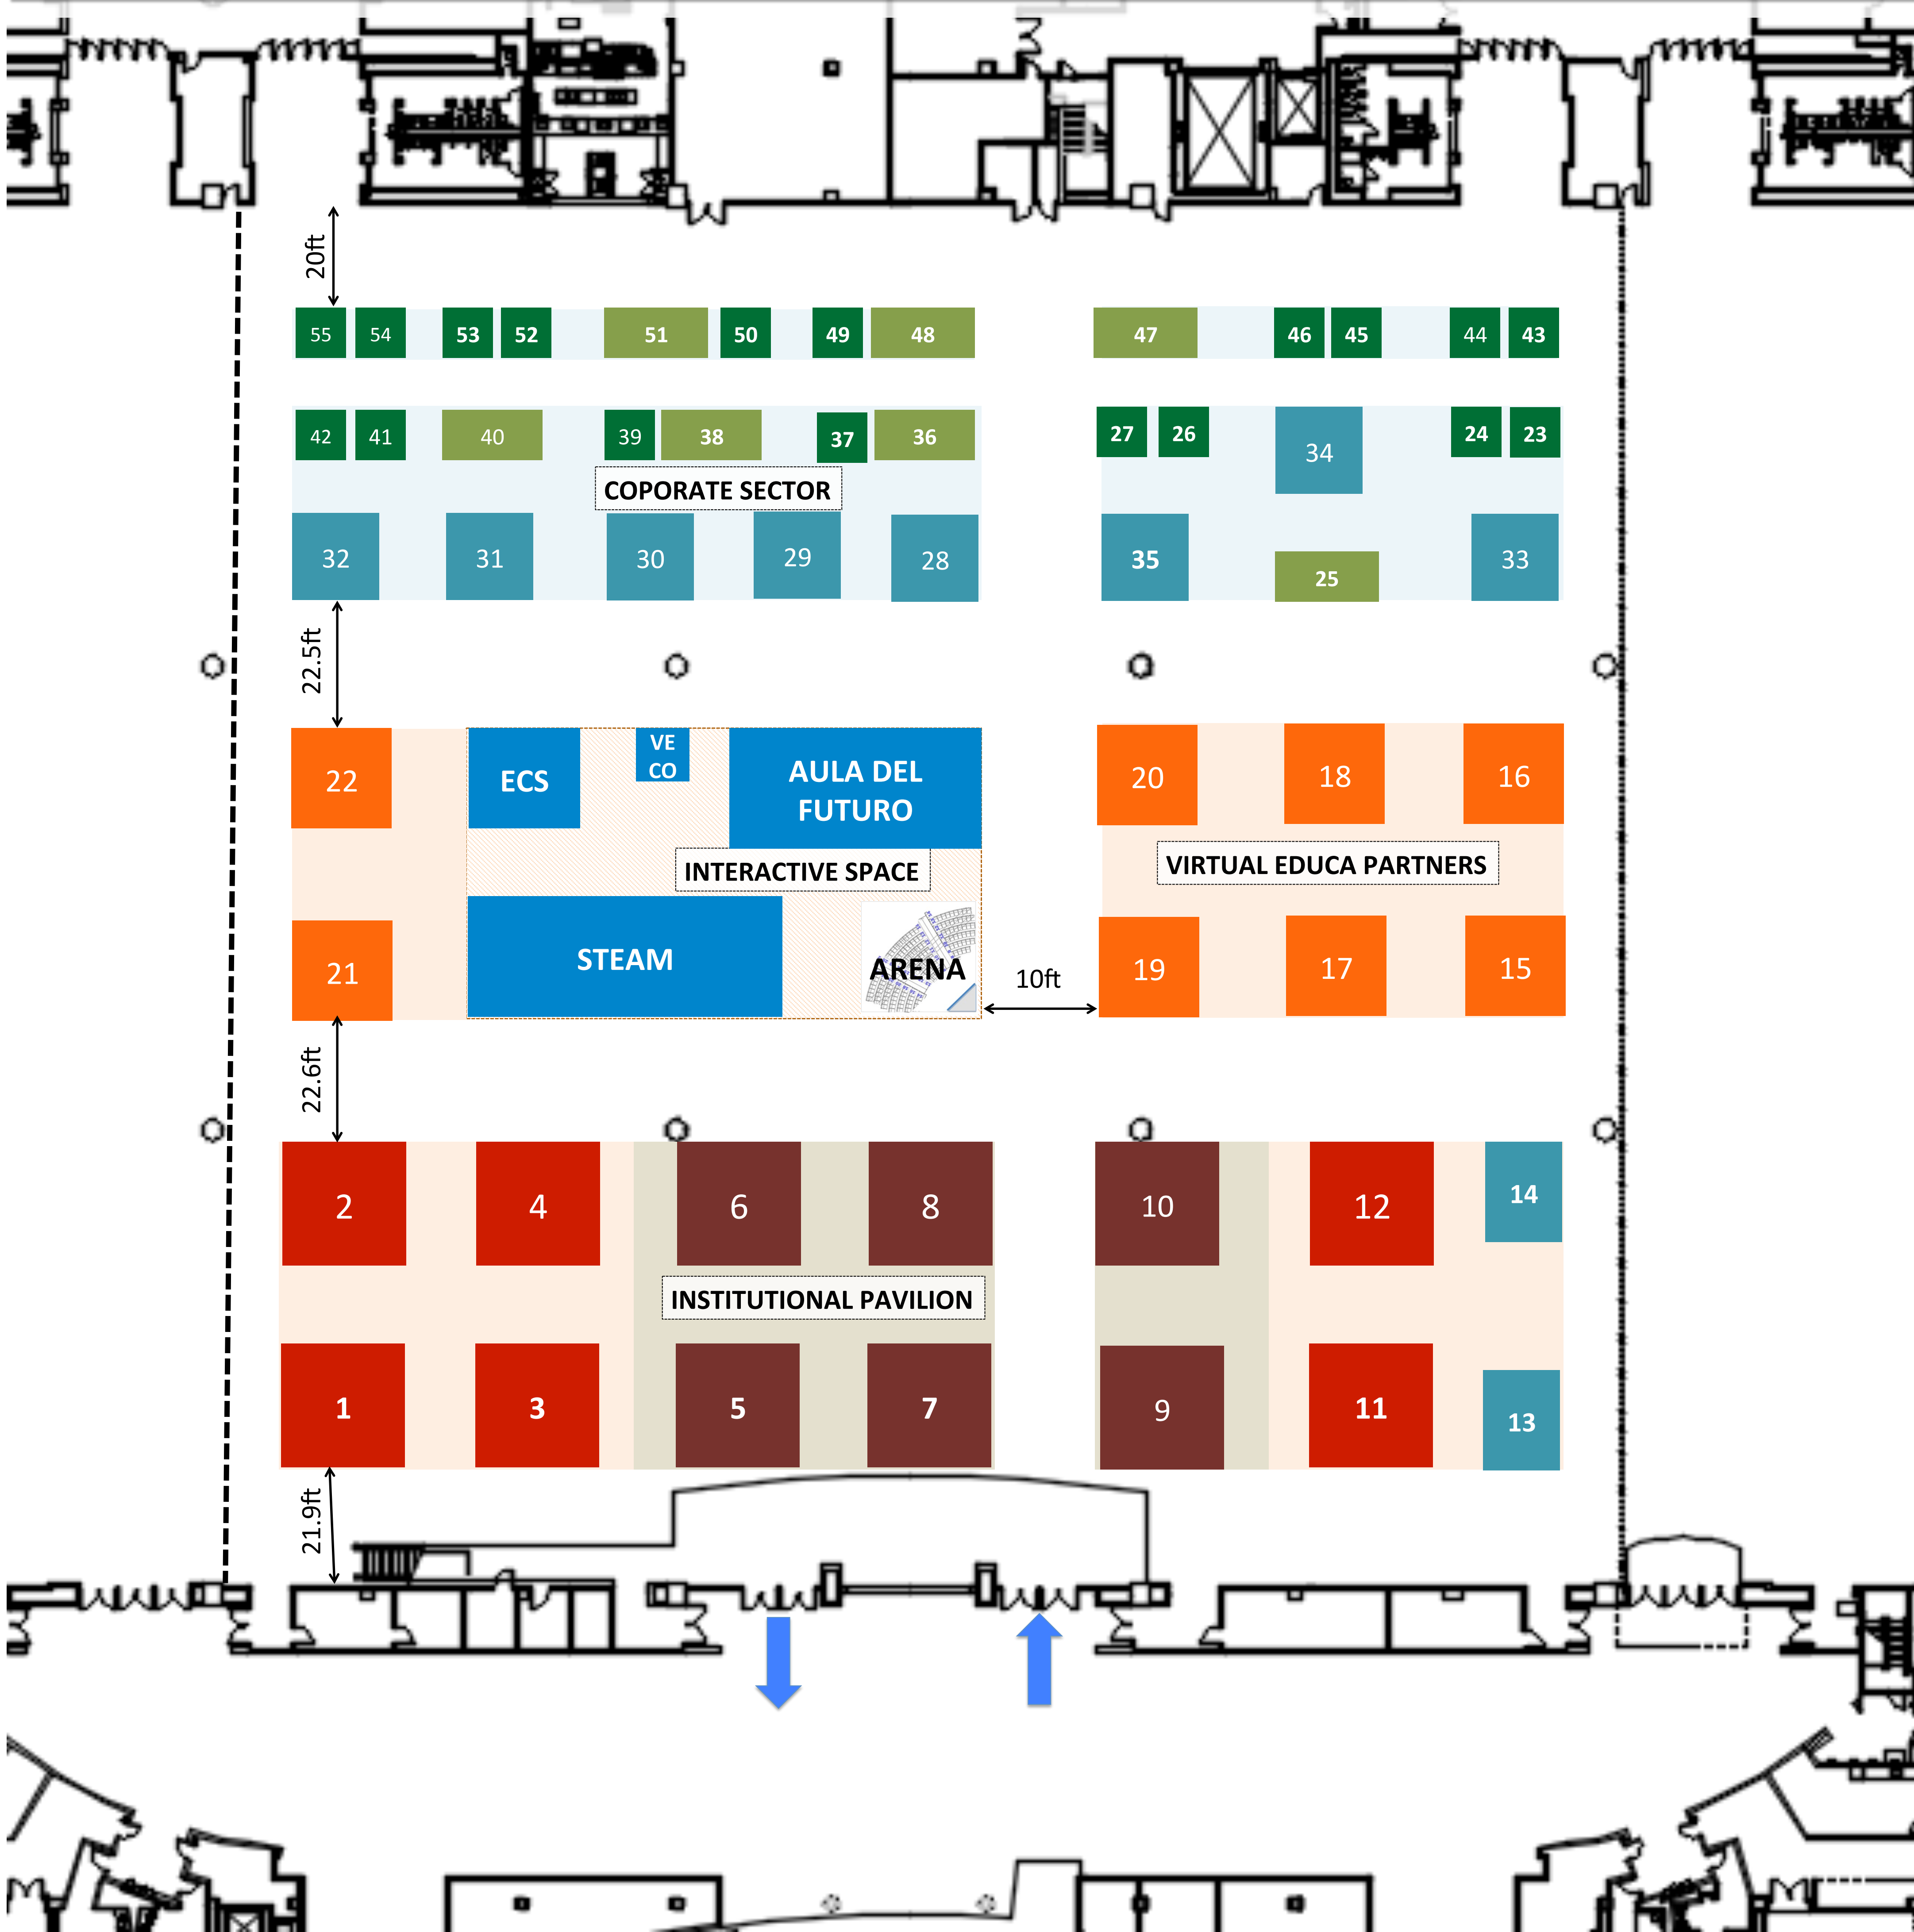 20ft
55 54 53 52 51 50 49 48 47 46 45 44 43
42 41 40 39 38 37 36 27 26 34 24 23
COPORATE SECTOR
32 31 30 29 28 35 25 33
22.5ft
22 ECS
VE
CO
AULA DEL
FUTURO
20 18 16
INTERACTIVE SPACE
VIRTUAL EDUCA PARTNERS
21 STEAM ARENA 10ft 19 17 15
22.6ft
2 4 6 8 10 12 14
INSTITUTIONAL PAVILION
1 3 5 7 9 11 13
21.9ft